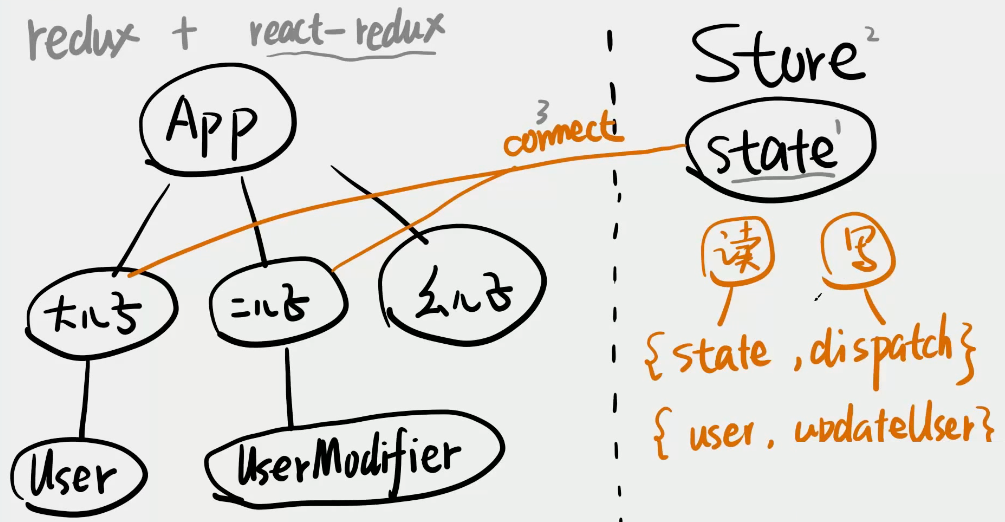 redux + react-redux
Store 2
App
3
connect
state 1
读 写
大儿子 二儿子 幺儿子
{state , dispatch}
{ user, updateUser}
User UserModifier